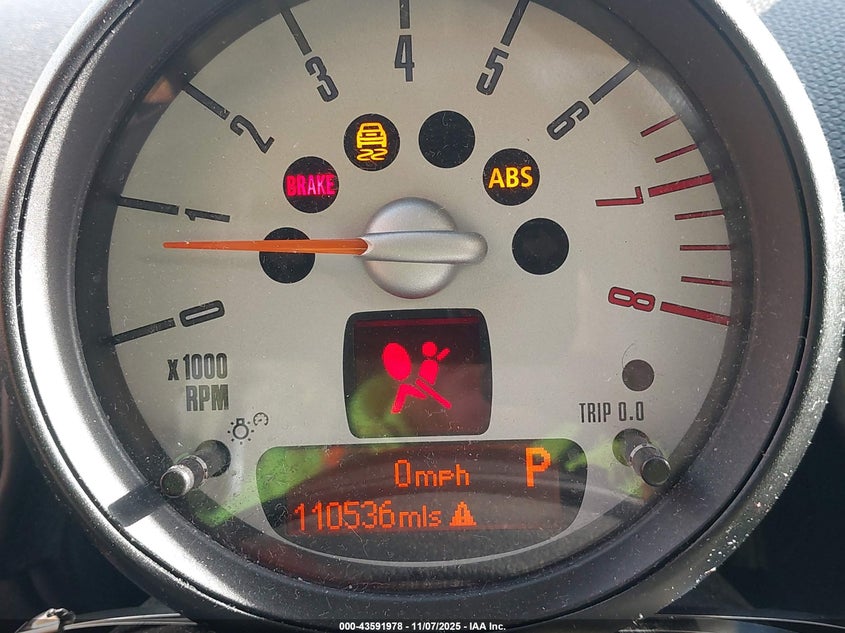 4
5
3
6
2
ABS
BRAKE
7
1
8
0
x 1000
RPM
TRIP 0.0
0mph P
110536mls
000-43591978 - 11/07/2025 - IAA Inc.